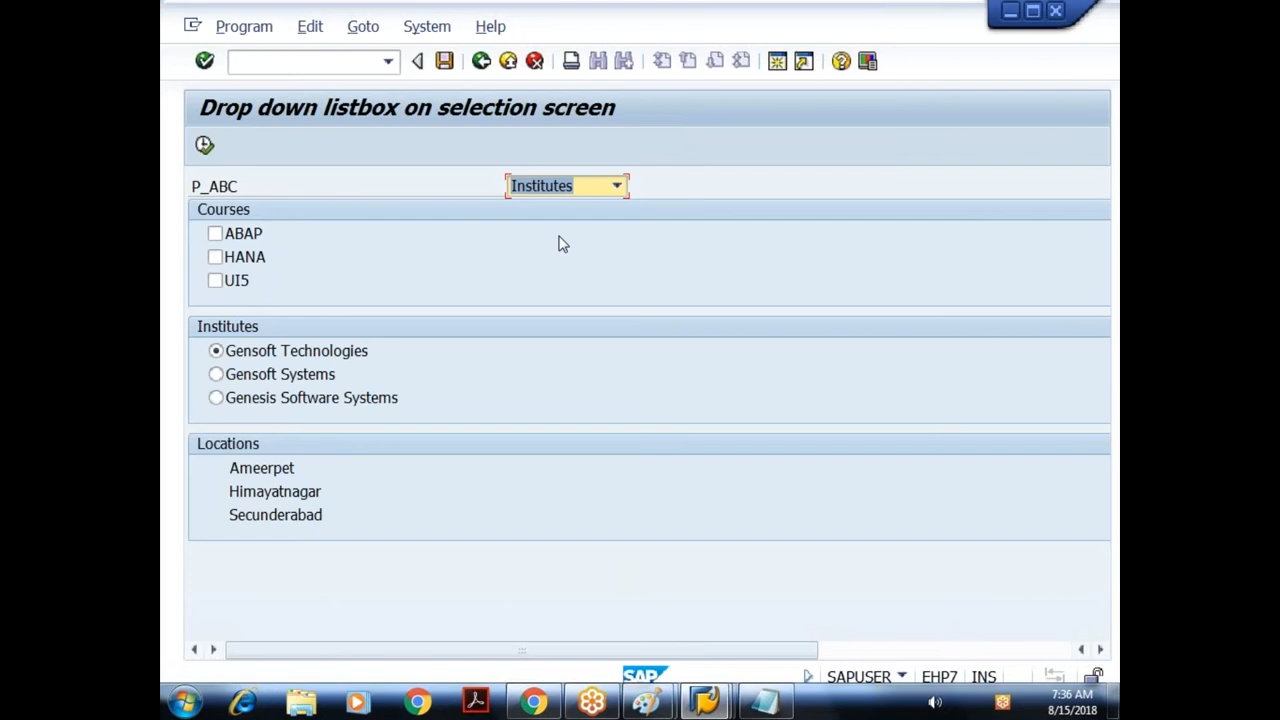 Program Edit Goto System Help
Drop down listbox on selection screen
P_ABC Institutes
Courses
ABAP
HANA
UI5
Institutes
Gensoft Technologies
Gensoft Systems
Genesis Software Systems
Locations
Ameerpet
Himayatnagar
Secunderabad
SAP SAPUSER EHP7 INS
7:36 AM
8/15/2018